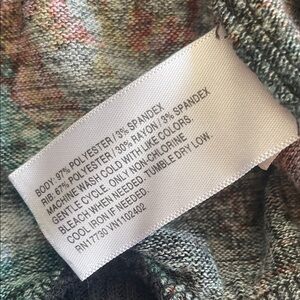 BODY: 97% POLYESTER / 3% SPANDEX
RIB: 67% POLYESTER / 30% RAYON / 3% SPANDEX
MACHINE WASH COLD WITH LIKE COLORS.
GENTLE CYCLE. ONLY NON-CHLORINE
BLEACH WHEN NEEDED. TUMBLE DRY LOW.
COOL IRON IF NEEDED.
RN17730 VN1102402